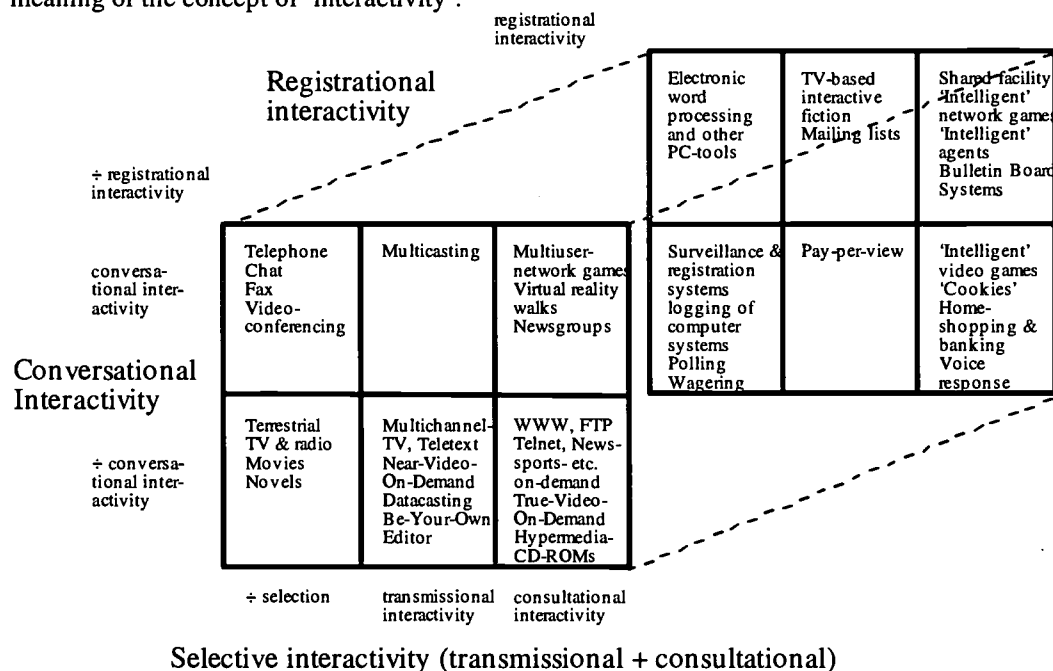 meaning of the concept of 'interactivity'.
registrational
interactivity
Registrational
interactivity
÷ registrational
interactivity
Electronic
word
processing
and other
PC-tools
TV-based
interactive
fiction
Mailing lists
Shared facility
'Intelligent'
network games
'Intelligent'
agents
Bulletin Board
Systems
conversa-
tional inter-
activity
Telephone
Chat
Fax
Video-
conferencing
Multicasting
Multiuser-
network games
Virtual reality
walks
Newsgroups
Surveillance &
registration
systems
logging of
computer
systems
Polling
Wagering
Pay-per-view
'Intelligent'
video games
'Cookies'
Home-
shopping &
banking
Voice
response
Conversational
Interactivity
÷ conversa-
tional inter-
activity
Terrestrial
TV & radio
Movies
Novels
Multichannel-
TV, Teletext
Near-Video-
On-Demand
Datacasting
Be-Your-Own
Editor
WWW, FTP
Telnet, News-
sports- etc.
on-demand
True-Video-
On-Demand
Hypermedia-
CD-ROMs
÷ selection
transmissional
interactivity
consultational
interactivity
Selective interactivity (transmissional + consultational)